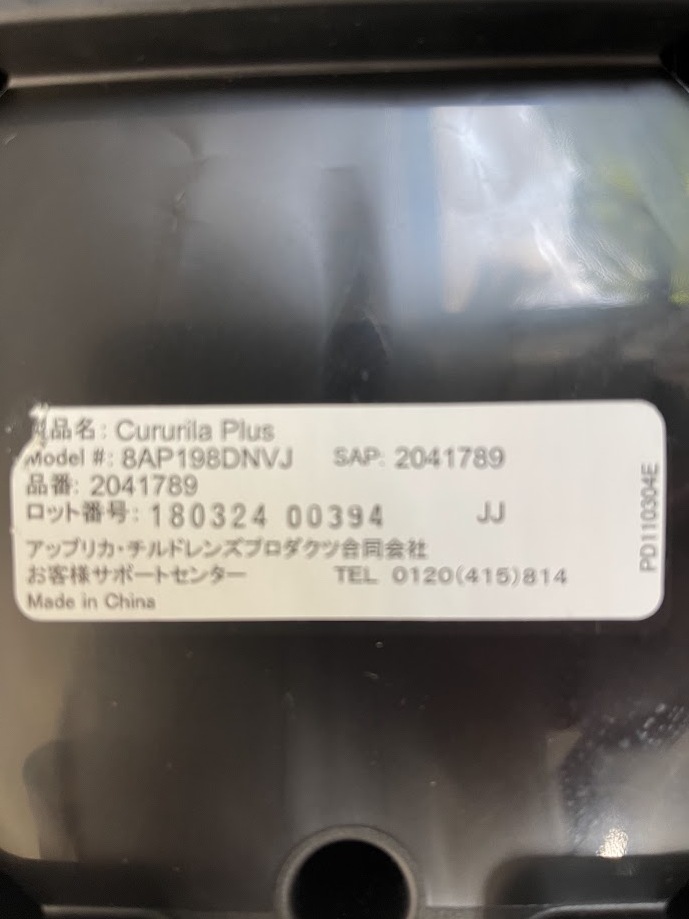 製品名: Cururila Plus
Model #: 8AP198DNVJ SAP: 2041789
品番: 2041789
ロット番号: 180324 00394 JJ
アップリカ・チルドレンズプロダクツ合同会社
お客様サポートセンター TEL 0120(415)814
Made in China
PD110304E